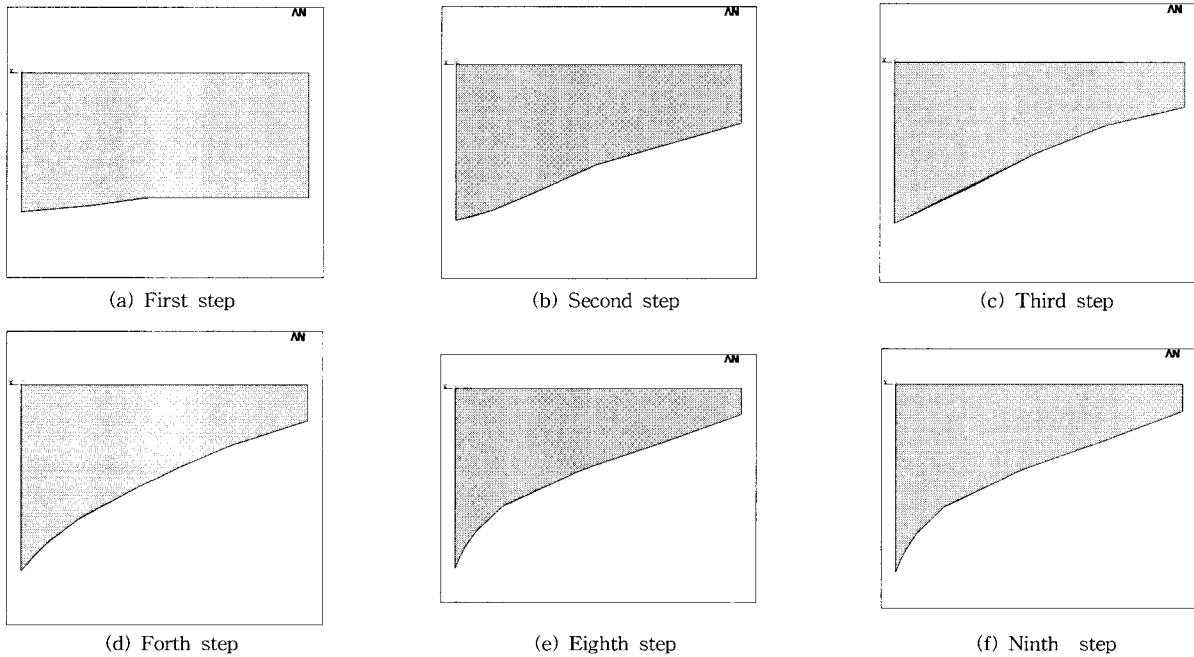 AN
AN
AN
(a) First step
(b) Second step
(c) Third step
AN
AN
AN
(d) Forth step
(e) Eighth step
(f) Ninth step